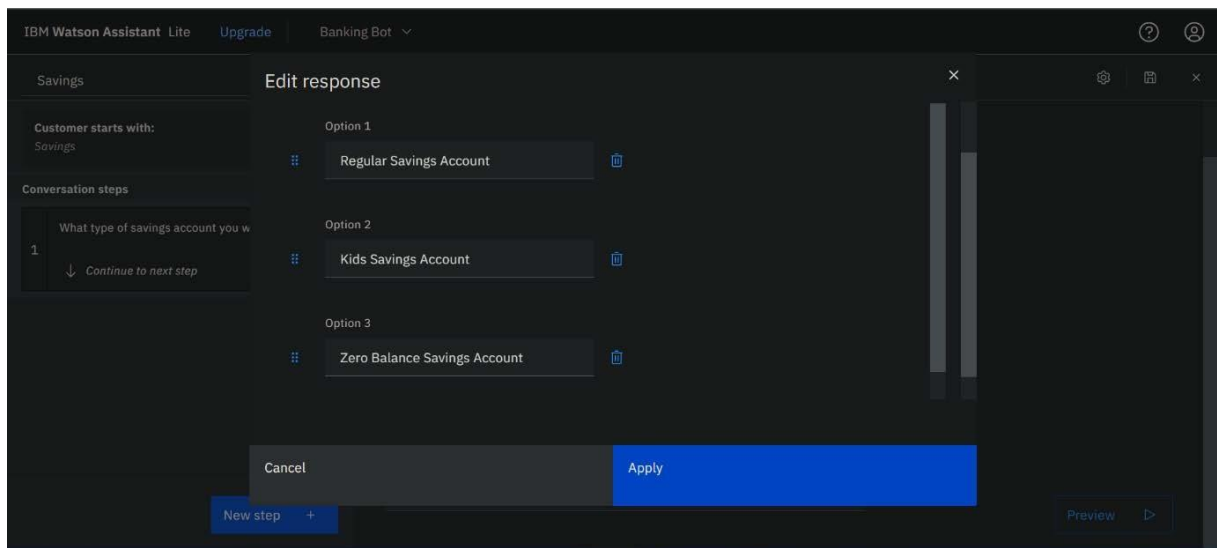 IBM Watson Assistant Lite Upgrade Banking Bot
Savings
Edit response
Customer starts with:
Savings
Conversation steps
1
What type of savings account you w
Continue to next step
Option 1
Regular Savings Account
Option 2
Kids Savings Account
Option 3
Zero Balance Savings Account
Cancel
Apply
New step +
Preview